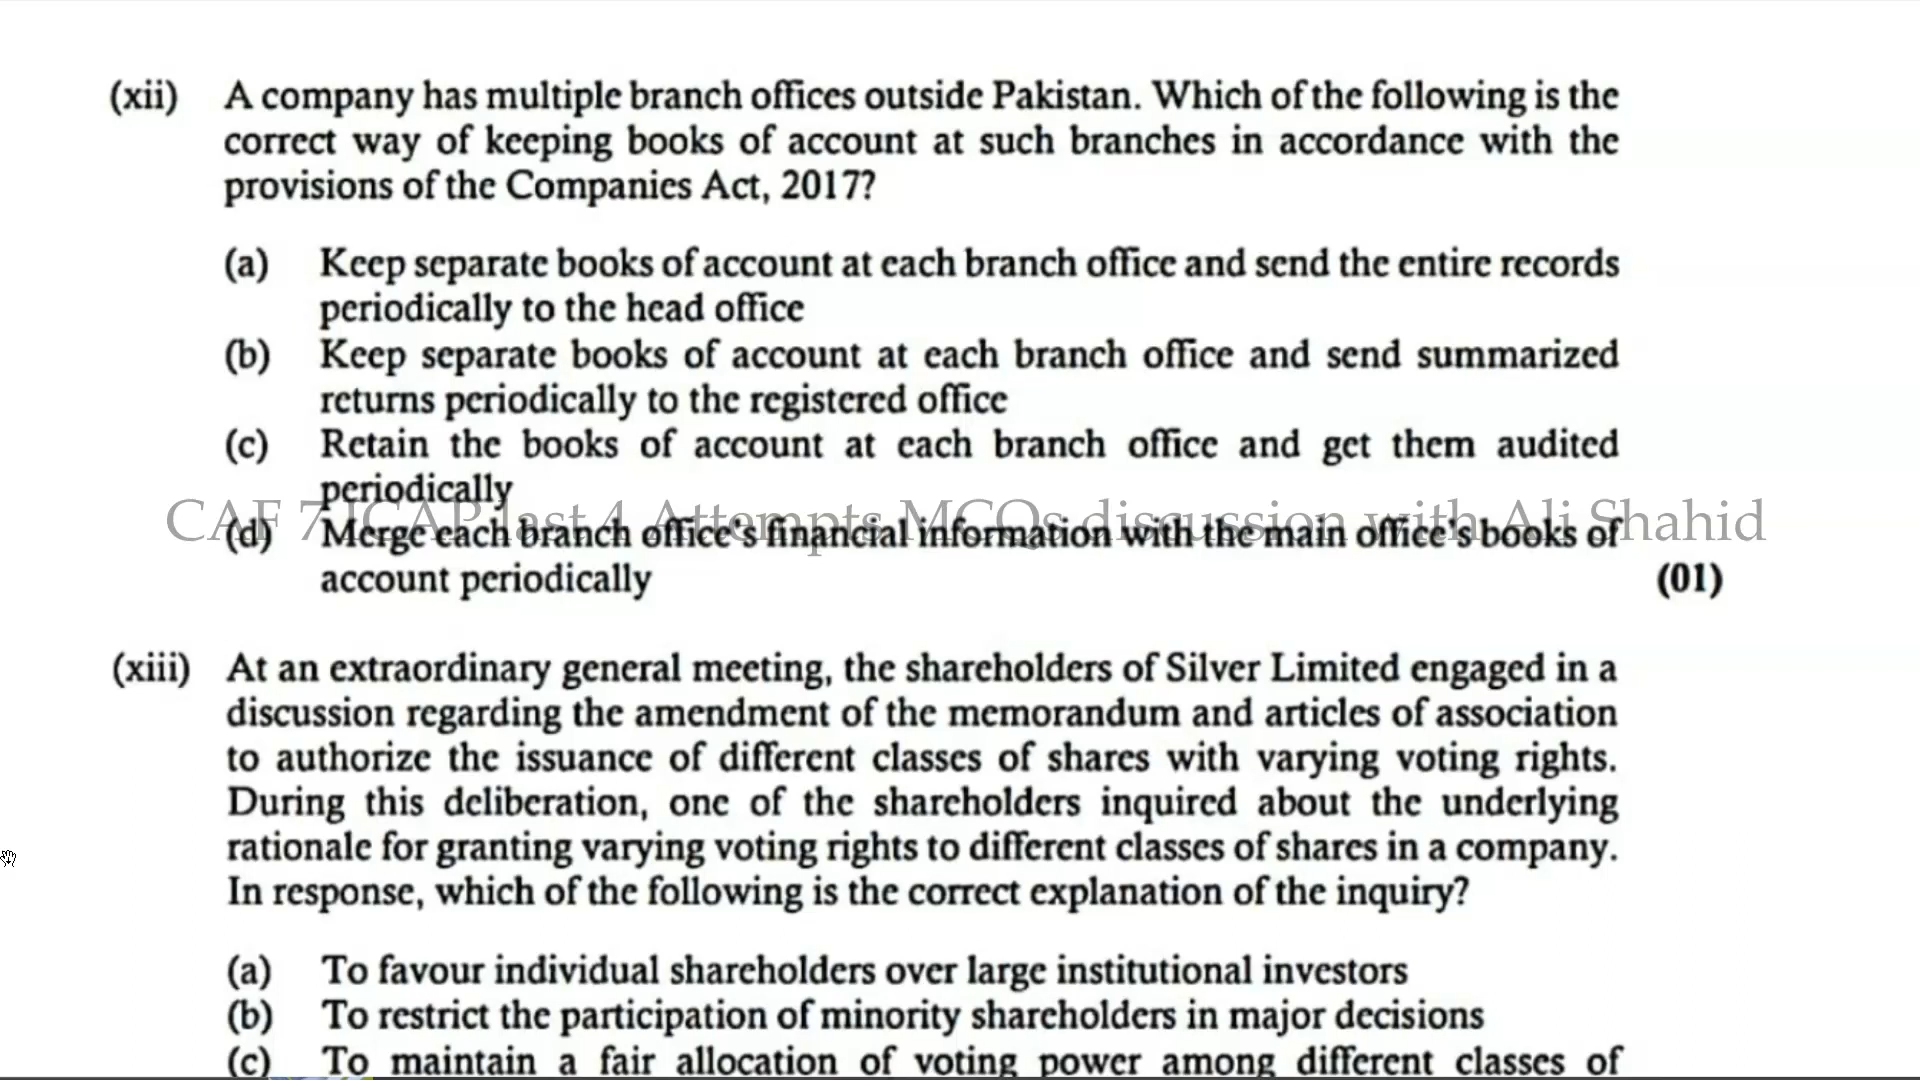 (xii) A company has multiple branch offices outside Pakistan. Which of the following is the
correct way of keeping books of account at such branches in accordance with the
provisions of the Companies Act, 2017?
(a) Keep separate books of account at each branch office and send the entire records
periodically to the head office
(b) Keep separate books of account at each branch office and send summarized
returns periodically to the registered office
(c) Retain the books of account at each branch office and get them audited
periodically
CAF 7 ICAP last 4 Attempts MCQs discussion with Ali Shahid
(d) Merge each branch office's financial information with the main office's books of
account periodically (01)
(xiii) At an extraordinary general meeting, the shareholders of Silver Limited engaged in a
discussion regarding the amendment of the memorandum and articles of association
to authorize the issuance of different classes of shares with varying voting rights.
During this deliberation, one of the shareholders inquired about the underlying
rationale for granting varying voting rights to different classes of shares in a company.
In response, which of the following is the correct explanation of the inquiry?
(a) To favour individual shareholders over large institutional investors
(b) To restrict the participation of minority shareholders in major decisions
(c) To maintain a fair allocation of voting power among different classes of